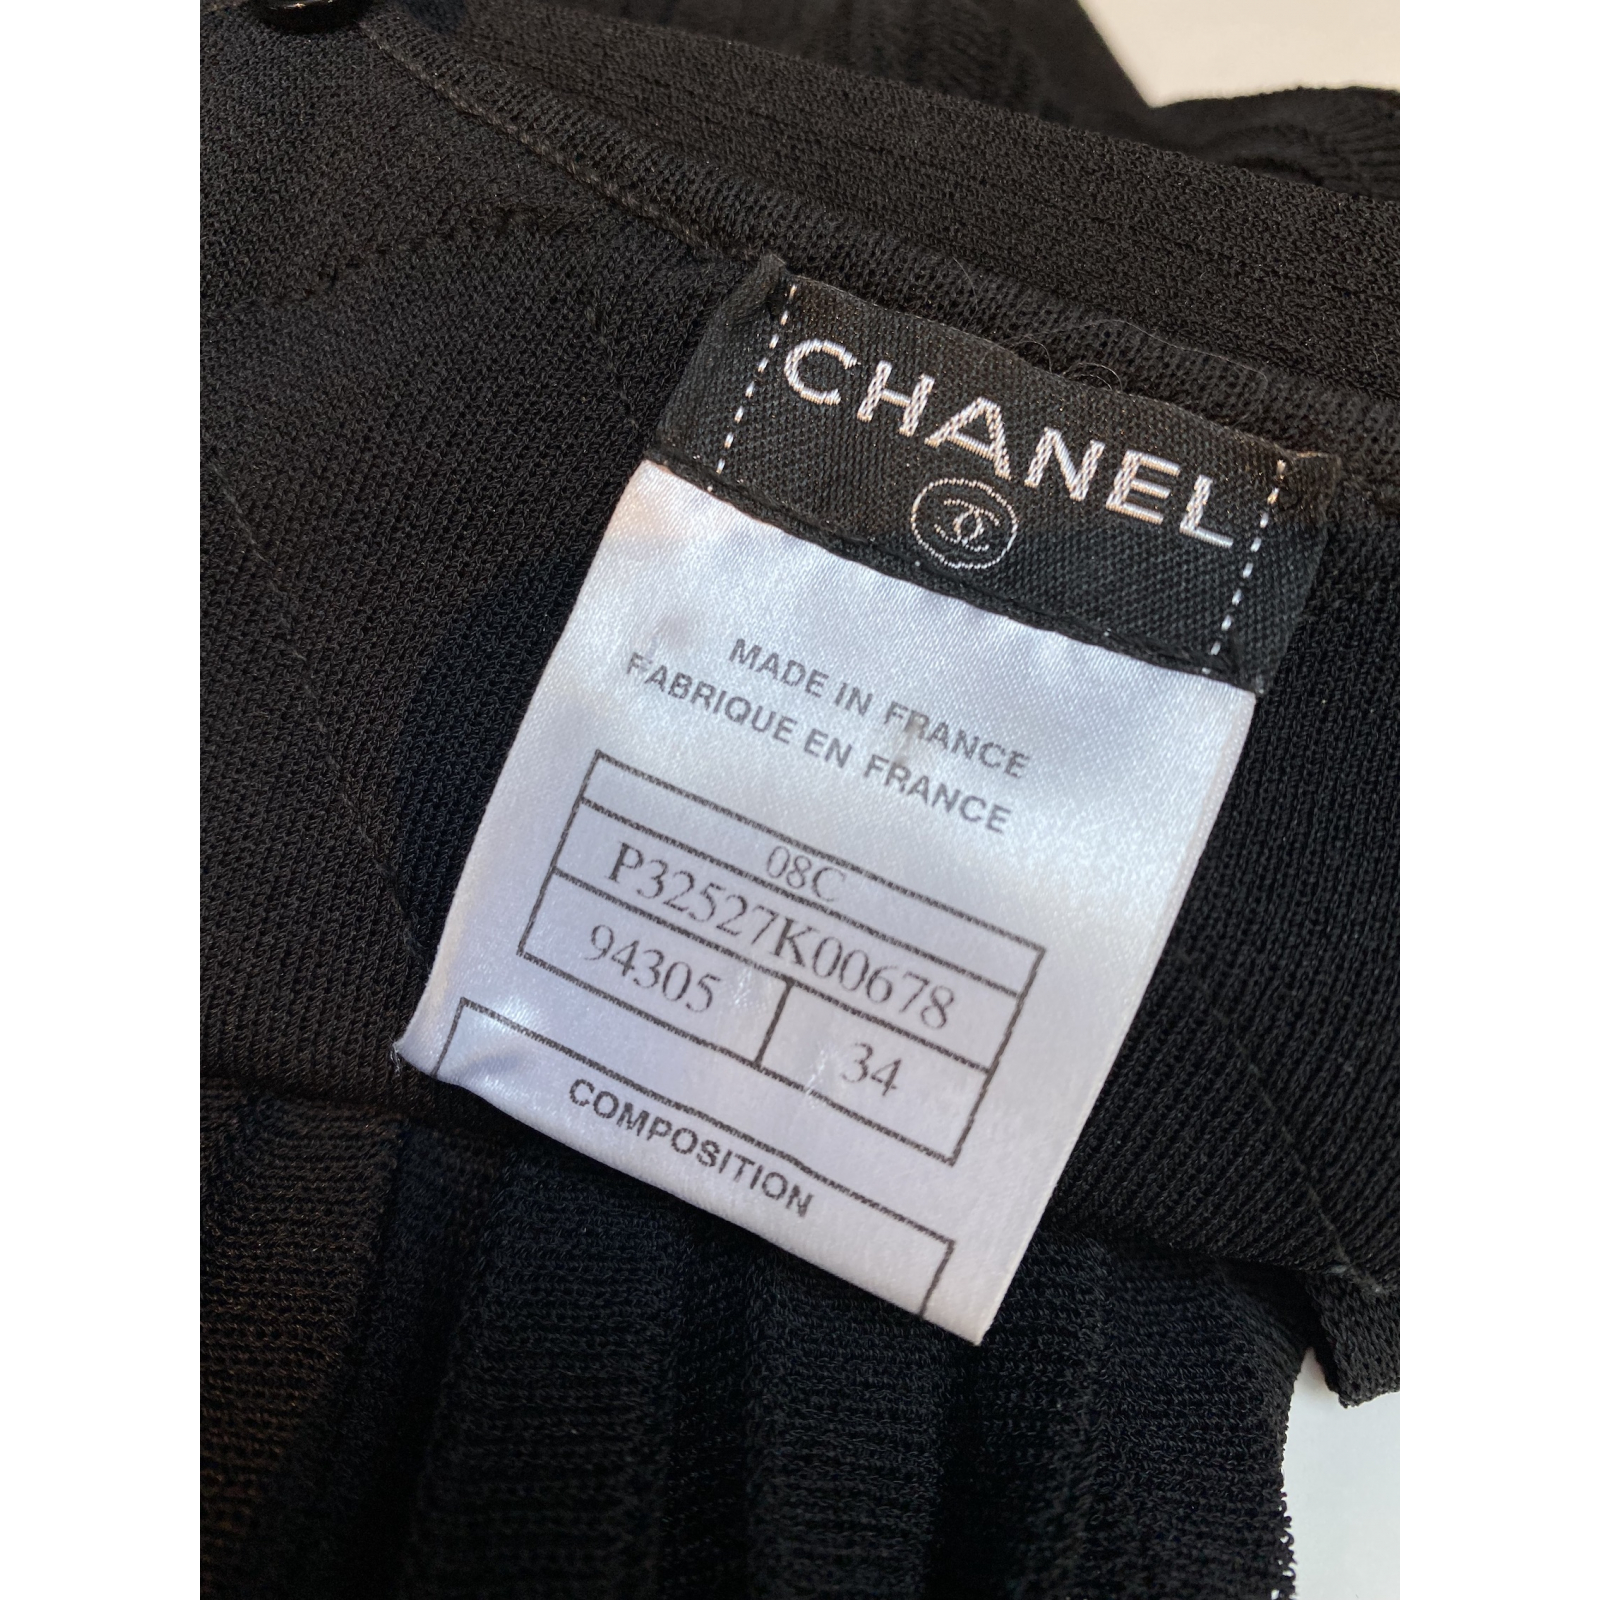 CHANEL
MADE IN FRANCE
FABRIQUE EN FRANCE
08C
P32527K00678
94305 34
COMPOSITION